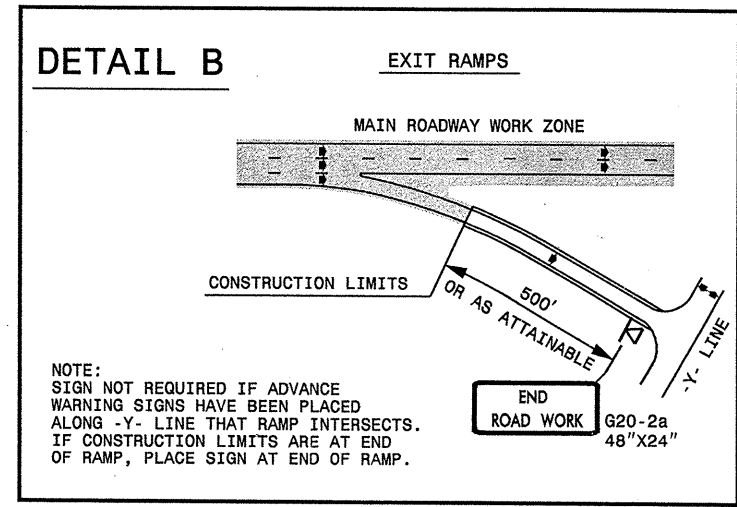 DETAIL B
EXIT RAMPS
MAIN ROADWAY WORK ZONE
CONSTRUCTION LIMITS
500'
OR AS ATTAINABLE
-Y- LINE
NOTE:
SIGN NOT REQUIRED IF ADVANCE
WARNING SIGNS HAVE BEEN PLACED
ALONG -Y- LINE THAT RAMP INTERSECTS.
IF CONSTRUCTION LIMITS ARE AT END
OF RAMP, PLACE SIGN AT END OF RAMP.
END
ROAD WORK
G20-2a
48"X24"